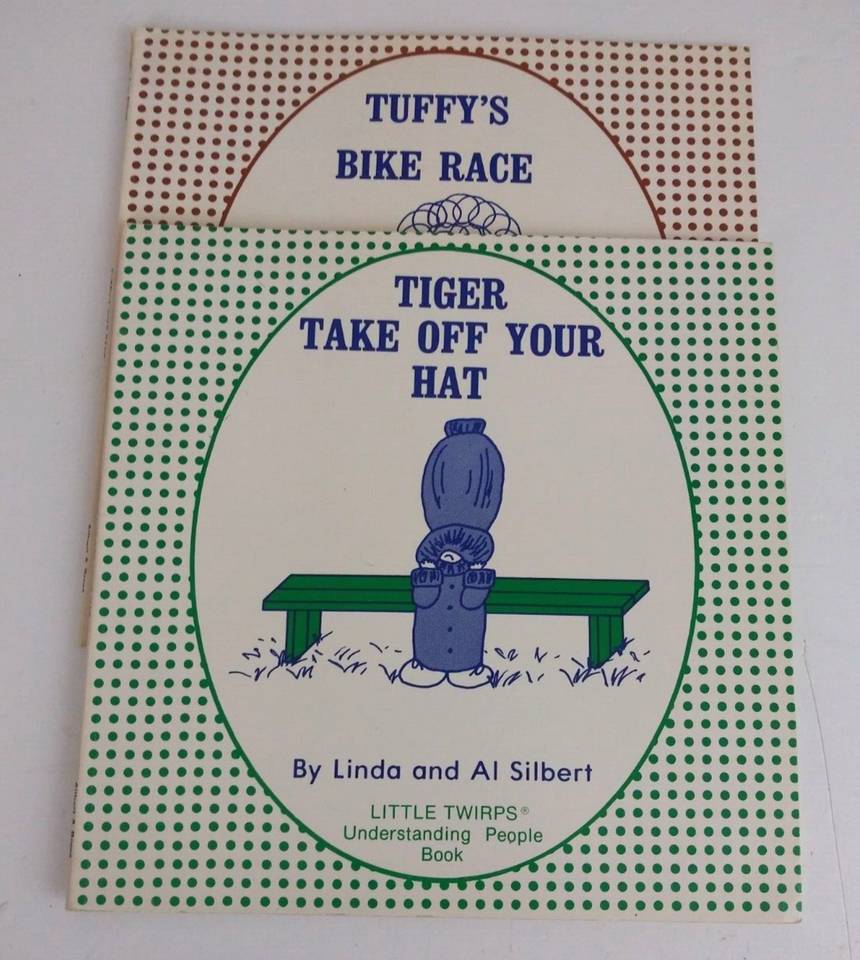 TUFFY'S
BIKE RACE
TIGER
TAKE OFF YOUR
HAT
By Linda and Al Silbert
LITTLE TWIRPS®
Understanding People
Book